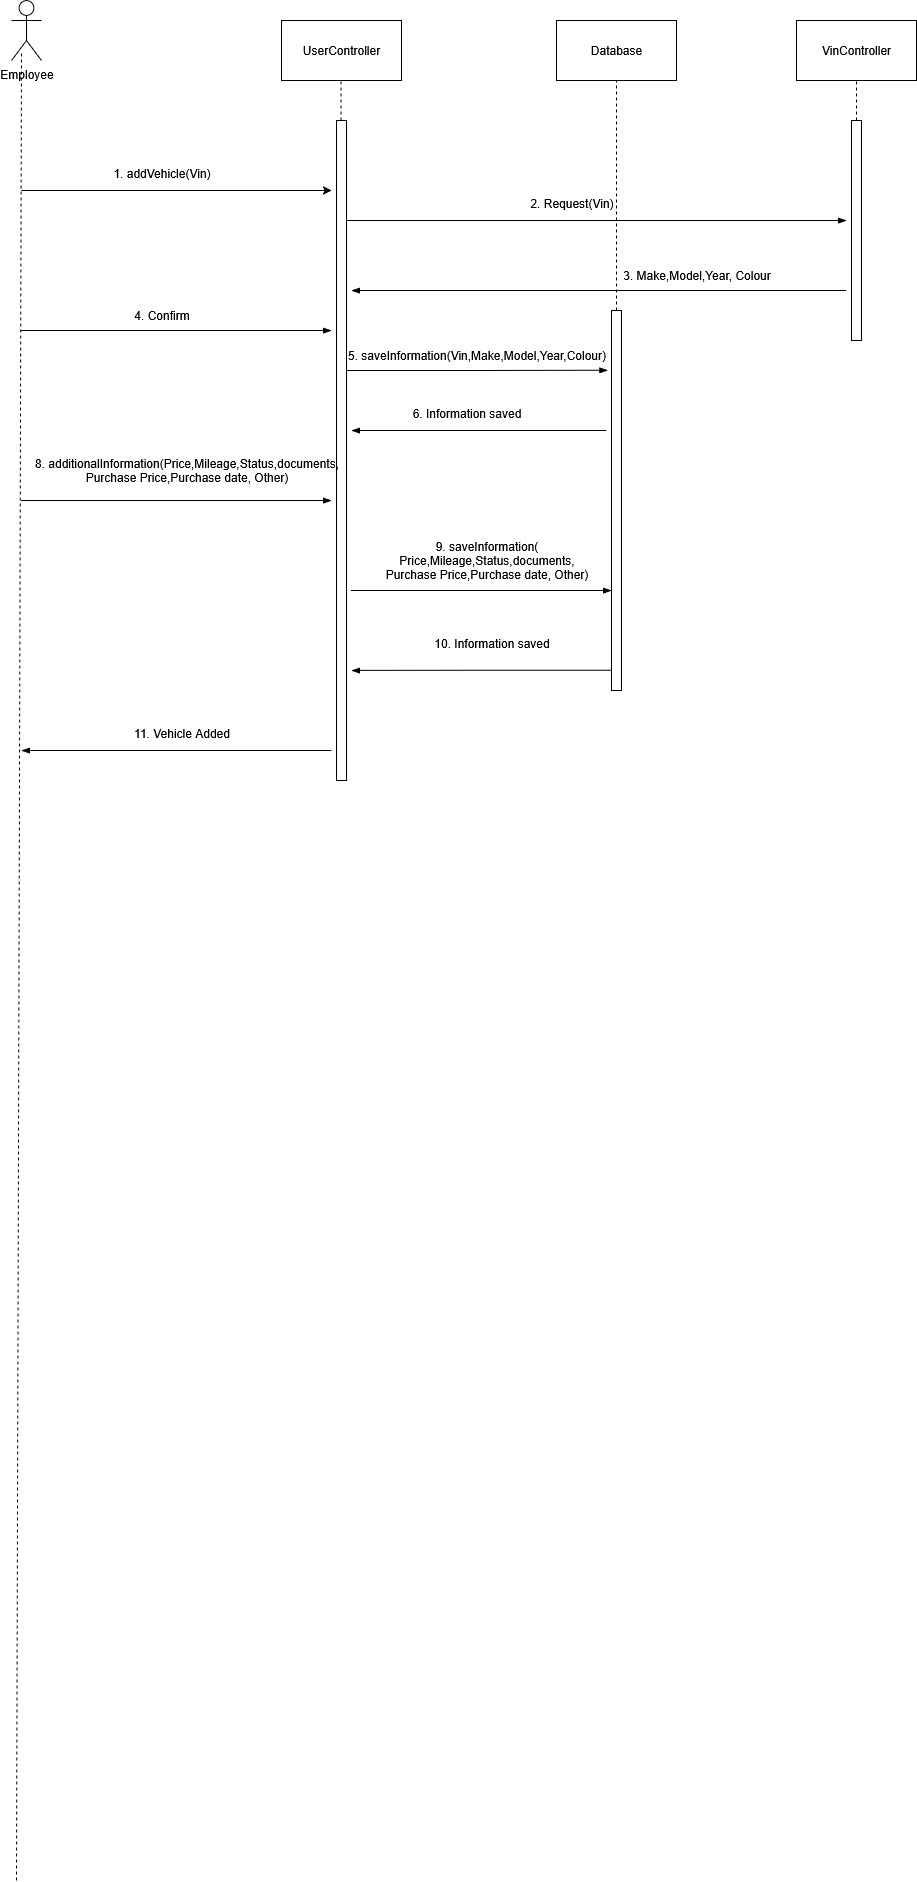 Employee
UserController
Database
VinController
1. addVehicle(Vin)
2. Request(Vin)
3. Make,Model,Year, Colour
4. Confirm
5. saveInformation(Vin,Make,Model,Year,Colour)
6. Information saved
8. additionalInformation(Price,Mileage,Status,documents,
Purchase Price,Purchase date, Other)
9. saveInformation(
Price,Mileage,Status,documents,
Purchase Price,Purchase date, Other)
10. Information saved
11. Vehicle Added